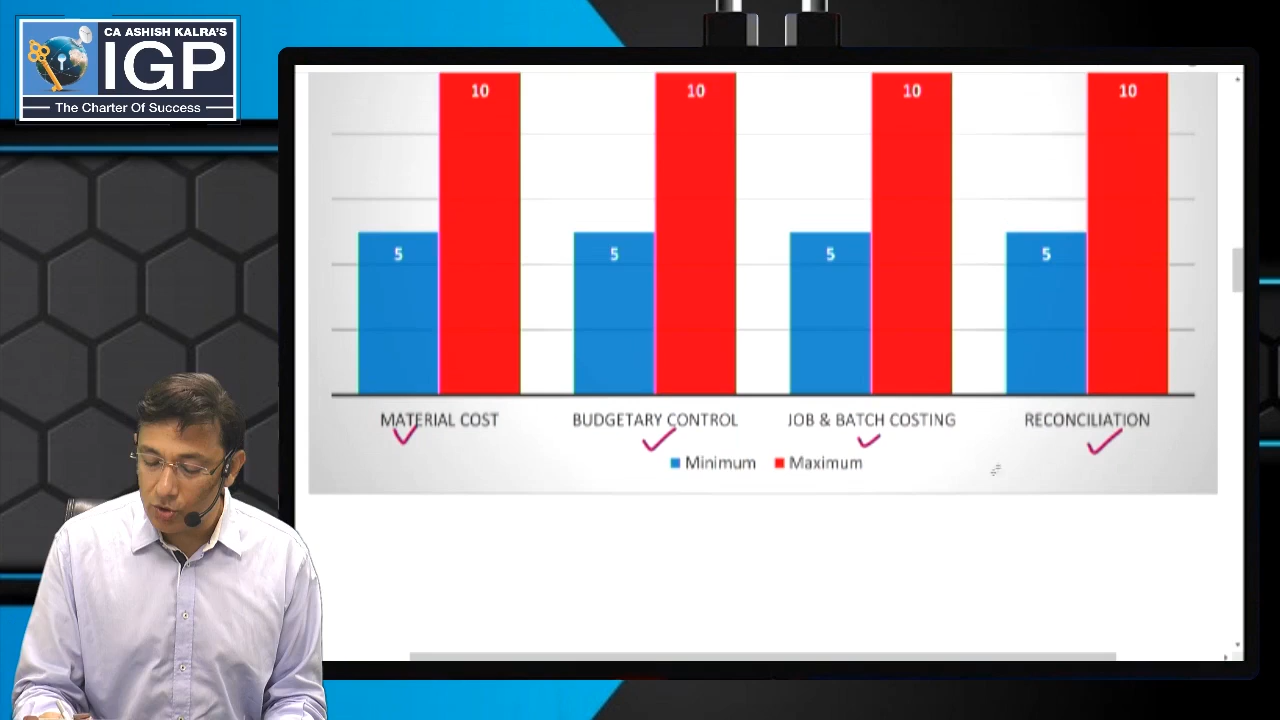 CA ASHISH KALRA'S
IGP
The Charter Of Success
10 10 10 10
5 5 5 5
MATERIAL COST BUDGETARY CONTROL JOB & BATCH COSTING RECONCILIATION
Minimum Maximum